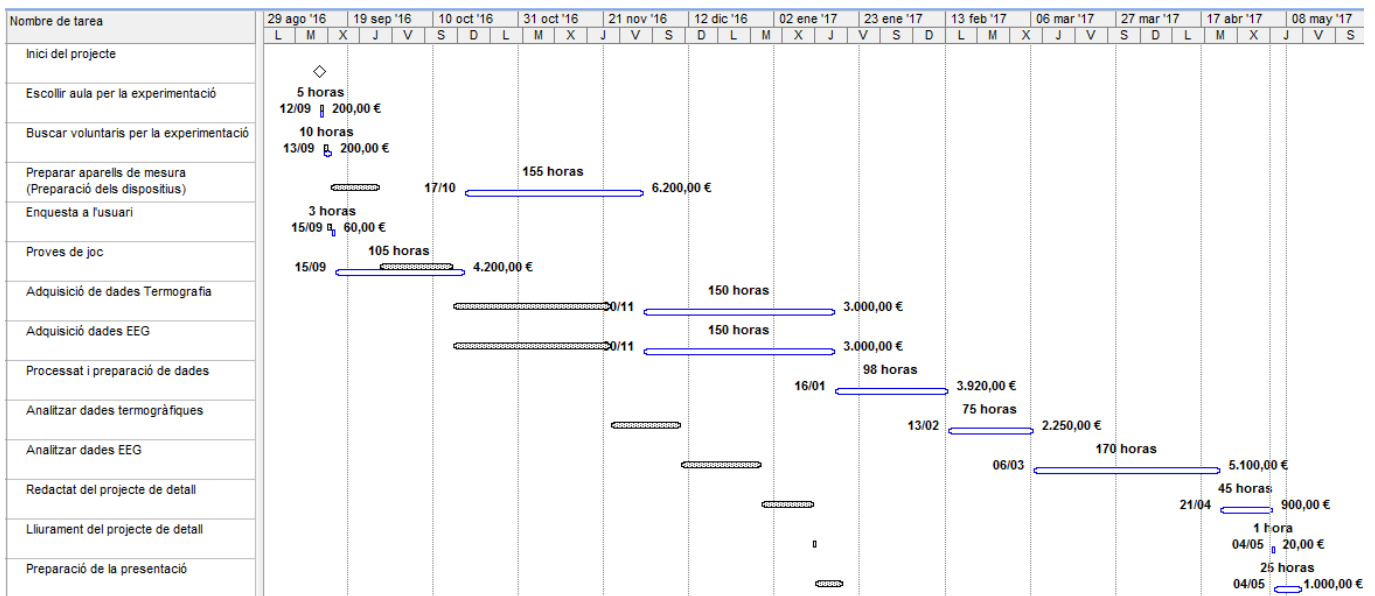 Nombre de tarea
29 ago '16 19 sep '16 10 oct '16 31 oct '16 21 nov '16 12 dic '16 02 ene '17 23 ene '17 13 feb '17 06 mar '17 27 mar '17 17 abr '17 08 may '17
L M X J V S D L M X J V S D L M X J V S D L M X J V S D L M X J V S
Inici del projecte
Escollir aula per la experimentació
5 horas
12/09 200,00 €
Buscar voluntaris per la experimentació
10 horas
13/09 200,00 €
Preparar aparells de mesura
(Preparació dels dispositius)
155 horas
17/10 6.200,00 €
Enquesta a l'usuari
3 horas
15/09 60,00 €
Proves de joc
105 horas
15/09 4.200,00 €
Adquisició de dades Termografia
150 horas
0/11 3.000,00 €
Adquisició dades EEG
150 horas
0/11 3.000,00 €
Processat i preparació de dades
98 horas
16/01 3.920,00 €
Analitzar dades termogràfiques
75 horas
13/02 2.250,00 €
Analitzar dades EEG
170 horas
06/03 5.100,00 €
Redactat del projecte de detall
45 horas
21/04 900,00 €
Lliurament del projecte de detall
1 hora
04/05 20,00 €
Preparació de la presentació
25 horas
04/05 1.000,00 €